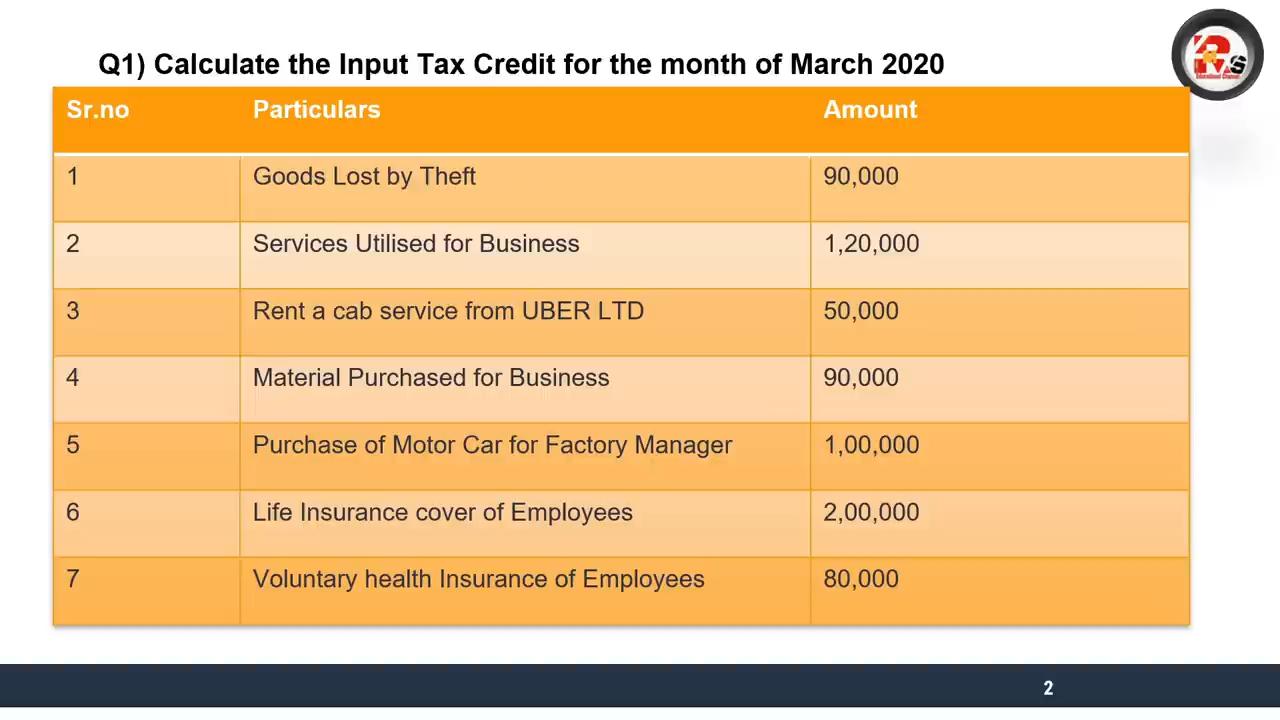 Q1) Calculate the Input Tax Credit for the month of March 2020
Sr.no Particulars Amount
1 Goods Lost by Theft 90,000
2 Services Utilised for Business 1,20,000
3 Rent a cab service from UBER LTD 50,000
4 Material Purchased for Business 90,000
5 Purchase of Motor Car for Factory Manager 1,00,000
6 Life Insurance cover of Employees 2,00,000
7 Voluntary health Insurance of Employees 80,000
2